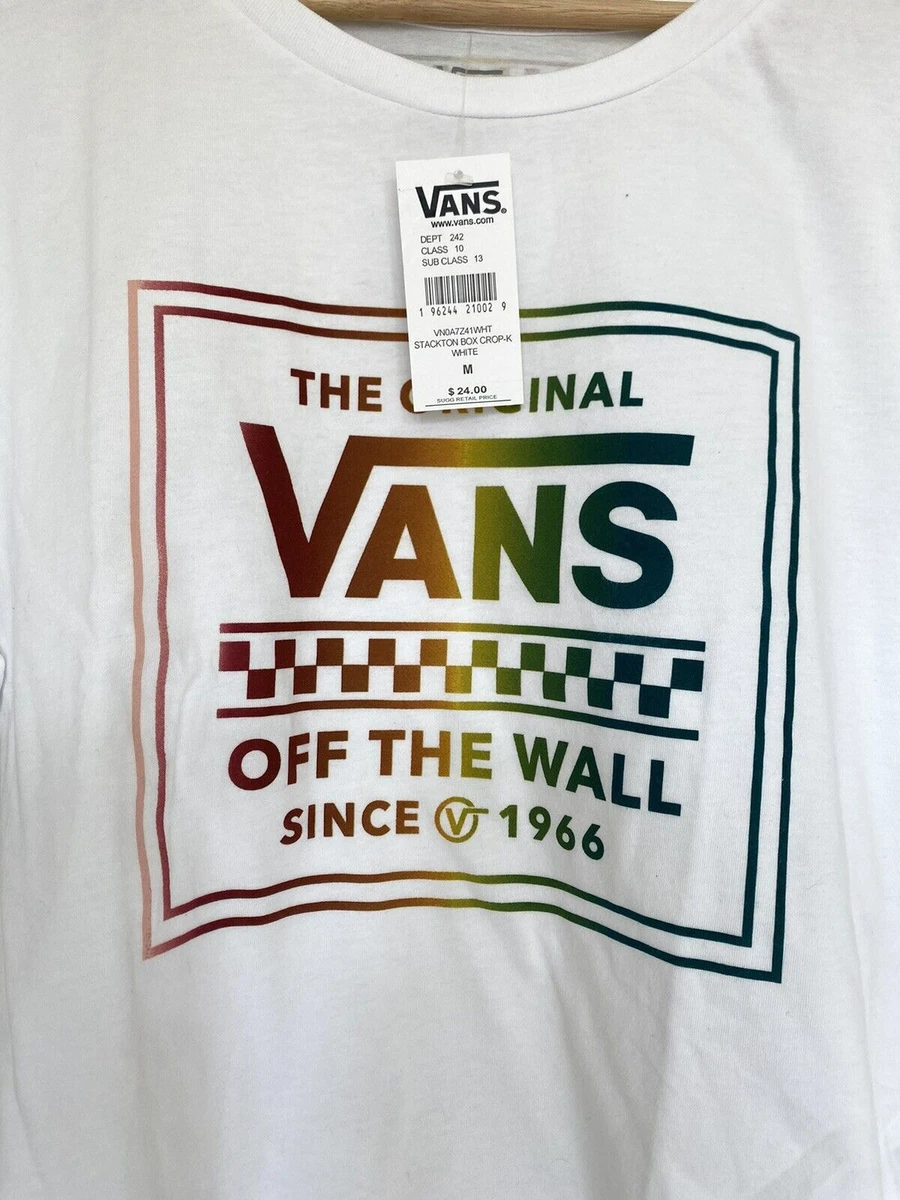 VANS
www.vans.com
DEPT 242
CLASS 10
SUB CLASS 13
1 96244 21002 9
VN0A7Z41WHT
STACKTON BOX CROP-K
WHITE
M
$ 24.00
SUGG RETAIL PRICE
THE ORIGINAL
VANS
OFF THE WALL
SINCE V 1966